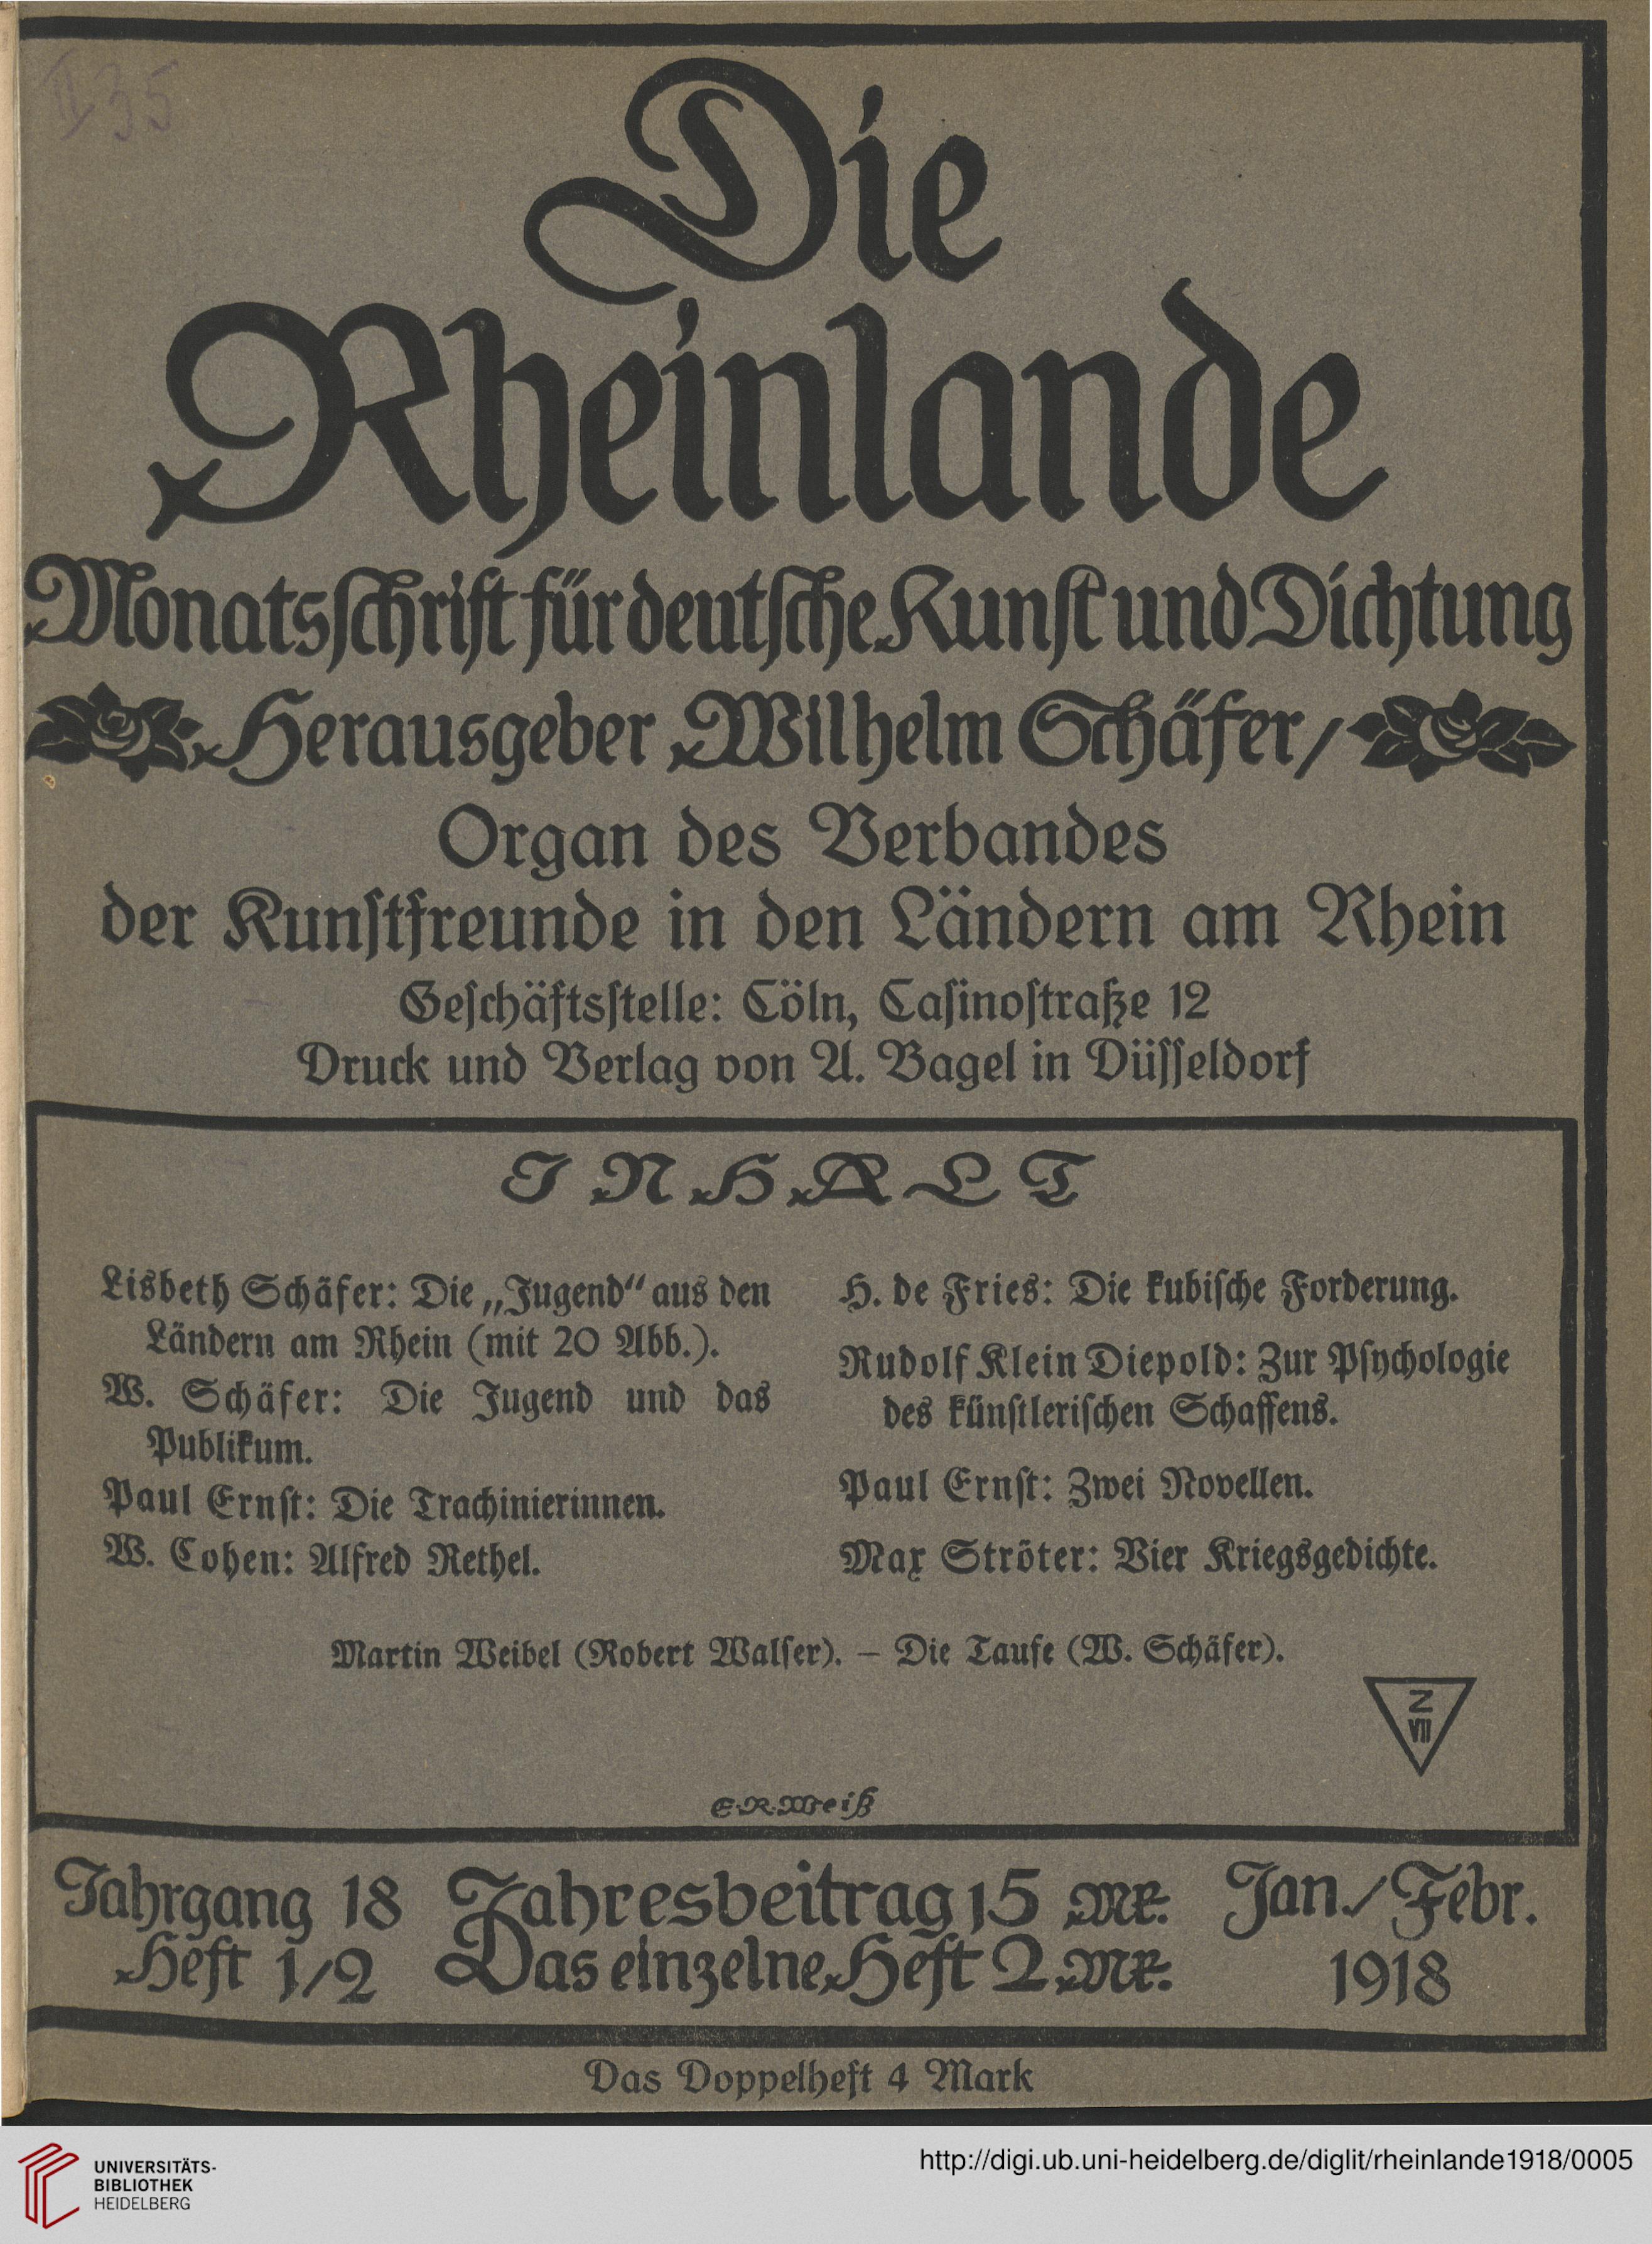 II 35
Die
Rheinlande
Monatsschrift für deutsche Kunst und Dichtung
Herausgeber Wilhelm Schäfer /
Organ des Verbandes
der Kunstfreunde in den Ländern am Rhein
Geschäftsstelle: Cöln, Casinostraße 12
Druck und Verlag von A. Bagel in Düsseldorf
INHALT
Lisbeth Schäfer: Die „Jugend“ aus den
Ländern am Rhein (mit 20 Abb.).
W. Schäfer: Die Jugend und das
Publikum.
Paul Ernst: Die Trachinierinnen.
W. Cohen: Alfred Rethel.
H. de Fries: Die kubische Forderung.
Rudolf Klein Diepold: Zur Psychologie
des künstlerischen Schaffens.
Paul Ernst: Zwei Novellen.
Max Ströter: Vier Kriegsgedichte.
Martin Weibel (Robert Walser). – Die Taufe (W. Schäfer).
Z
VII
E·R·Weiß
Jahrgang 18 Jahresbeitrag 15 Mk. Jan./Febr.
Heft 1/2 Das einzelne Heft 2 Mk. 1918
Das Doppelheft 4 Mark
UNIVERSITÄTS-
BIBLIOTHEK
HEIDELBERG
http://digi.ub.uni-heidelberg.de/diglit/rheinlande1918/0005